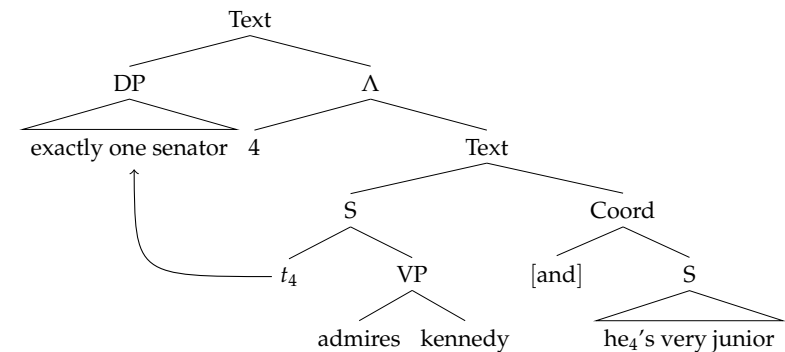 Text
DP Λ
exactly one senator 4 Text
S Coord
t₄ VP [and] S
admires kennedy he₄'s very junior